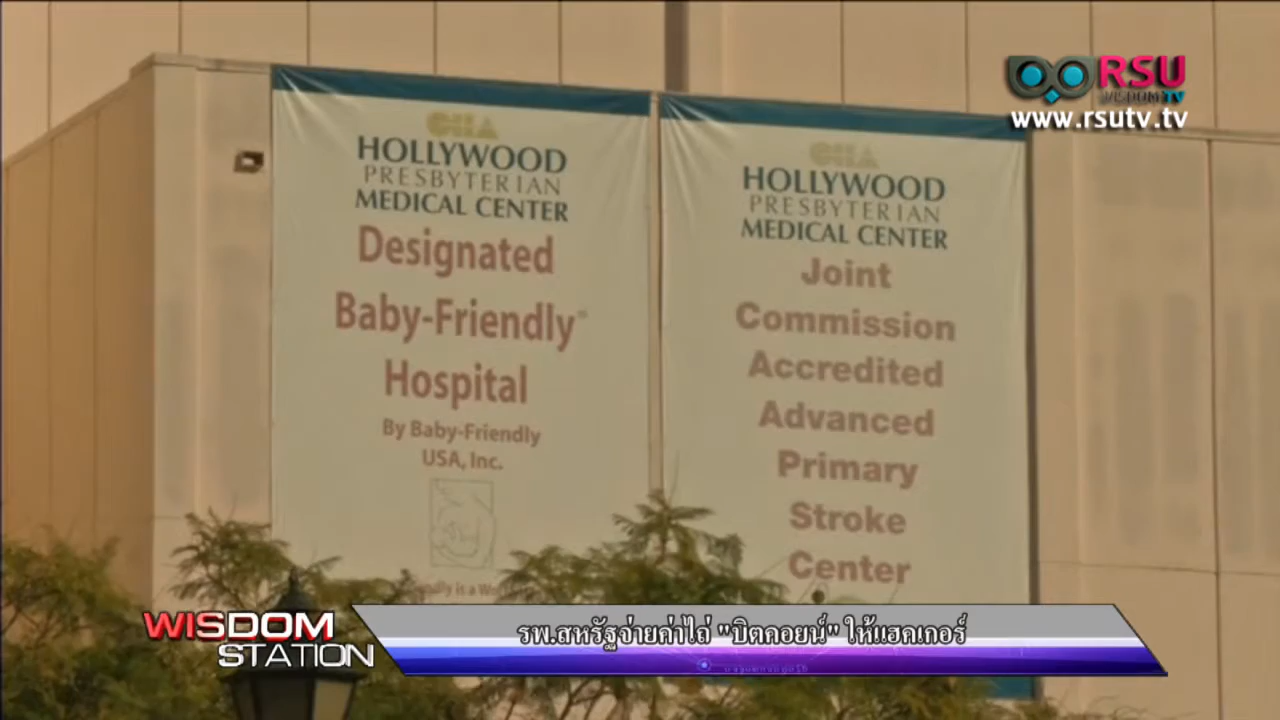 RSU
WISDOM TV
www.rsutv.tv
CHA
HOLLYWOOD
PRESBYTERIAN
MEDICAL CENTER
Designated
Baby-Friendly®
Hospital
By Baby-Friendly
USA, Inc.
CHA
HOLLYWOOD
PRESBYTERIAN
MEDICAL CENTER
Joint
Commission
Accredited
Advanced
Primary
Stroke
Center
WISDOM
STATION
รพ.สหรัฐจ่ายค่าไถ่ "บิตคอยน์" ให้แฮคเกอร์